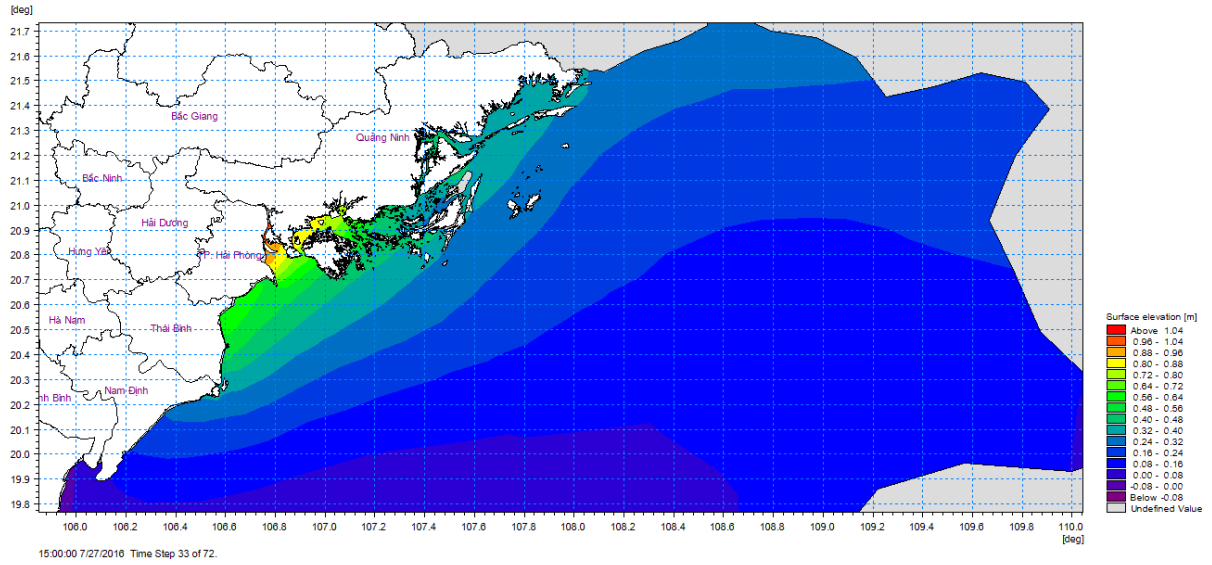 [deg]
21.7
21.6
21.5
21.4
21.3
21.2
21.1
21.0
20.9
20.8
20.7
20.6
20.5
20.4
20.3
20.2
20.1
20.0
19.9
19.8
Bắc Giang
Quảng Ninh
Bắc Ninh
Hải Dương
Hưng Yên
TP. Hải Phòng
Hà Nam
Thái Bình
Nam Định
nh Bình
106.0 106.2 106.4 106.6 106.8 107.0 107.2 107.4 107.6 107.8 108.0 108.2 108.4 108.6 108.8 109.0 109.2 109.4 109.6 109.8 110.0
[deg]
Surface elevation [m]
Above 1.04
0.96 - 1.04
0.88 - 0.96
0.80 - 0.88
0.72 - 0.80
0.64 - 0.72
0.56 - 0.64
0.48 - 0.56
0.40 - 0.48
0.32 - 0.40
0.24 - 0.32
0.16 - 0.24
0.08 - 0.16
0.00 - 0.08
-0.08 - 0.00
Below -0.08
Undefined Value
15:00:00 7/27/2016 Time Step 33 of 72.